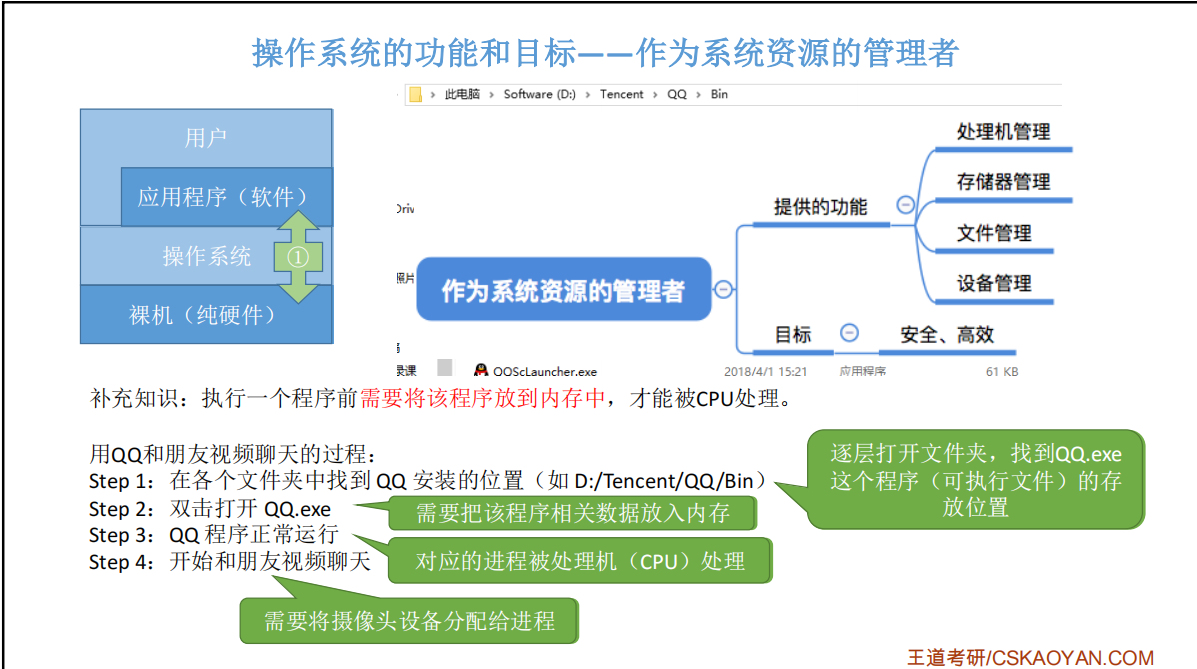 操作系统的功能和目标——作为系统资源的管理者
此电脑 › Software (D:) › Tencent › QQ › Bin
用户
应用程序（软件）
操作系统
①
裸机（纯硬件）
作为系统资源的管理者
提供的功能
处理机管理
存储器管理
文件管理
设备管理
目标
安全、高效
照片
录课
QQScLauncher.exe 2018/4/1 15:21 应用程序 61 KB
补充知识：执行一个程序前需要将该程序放到内存中，才能被CPU处理。
用QQ和朋友视频聊天的过程：
Step 1：在各个文件夹中找到 QQ 安装的位置（如 D:/Tencent/QQ/Bin）
Step 2：双击打开 QQ.exe
Step 3：QQ 程序正常运行
Step 4：开始和朋友视频聊天
逐层打开文件夹，找到QQ.exe
这个程序（可执行文件）的存
放位置
需要把该程序相关数据放入内存
对应的进程被处理机（CPU）处理
需要将摄像头设备分配给进程
王道考研/CSKAOYAN.COM